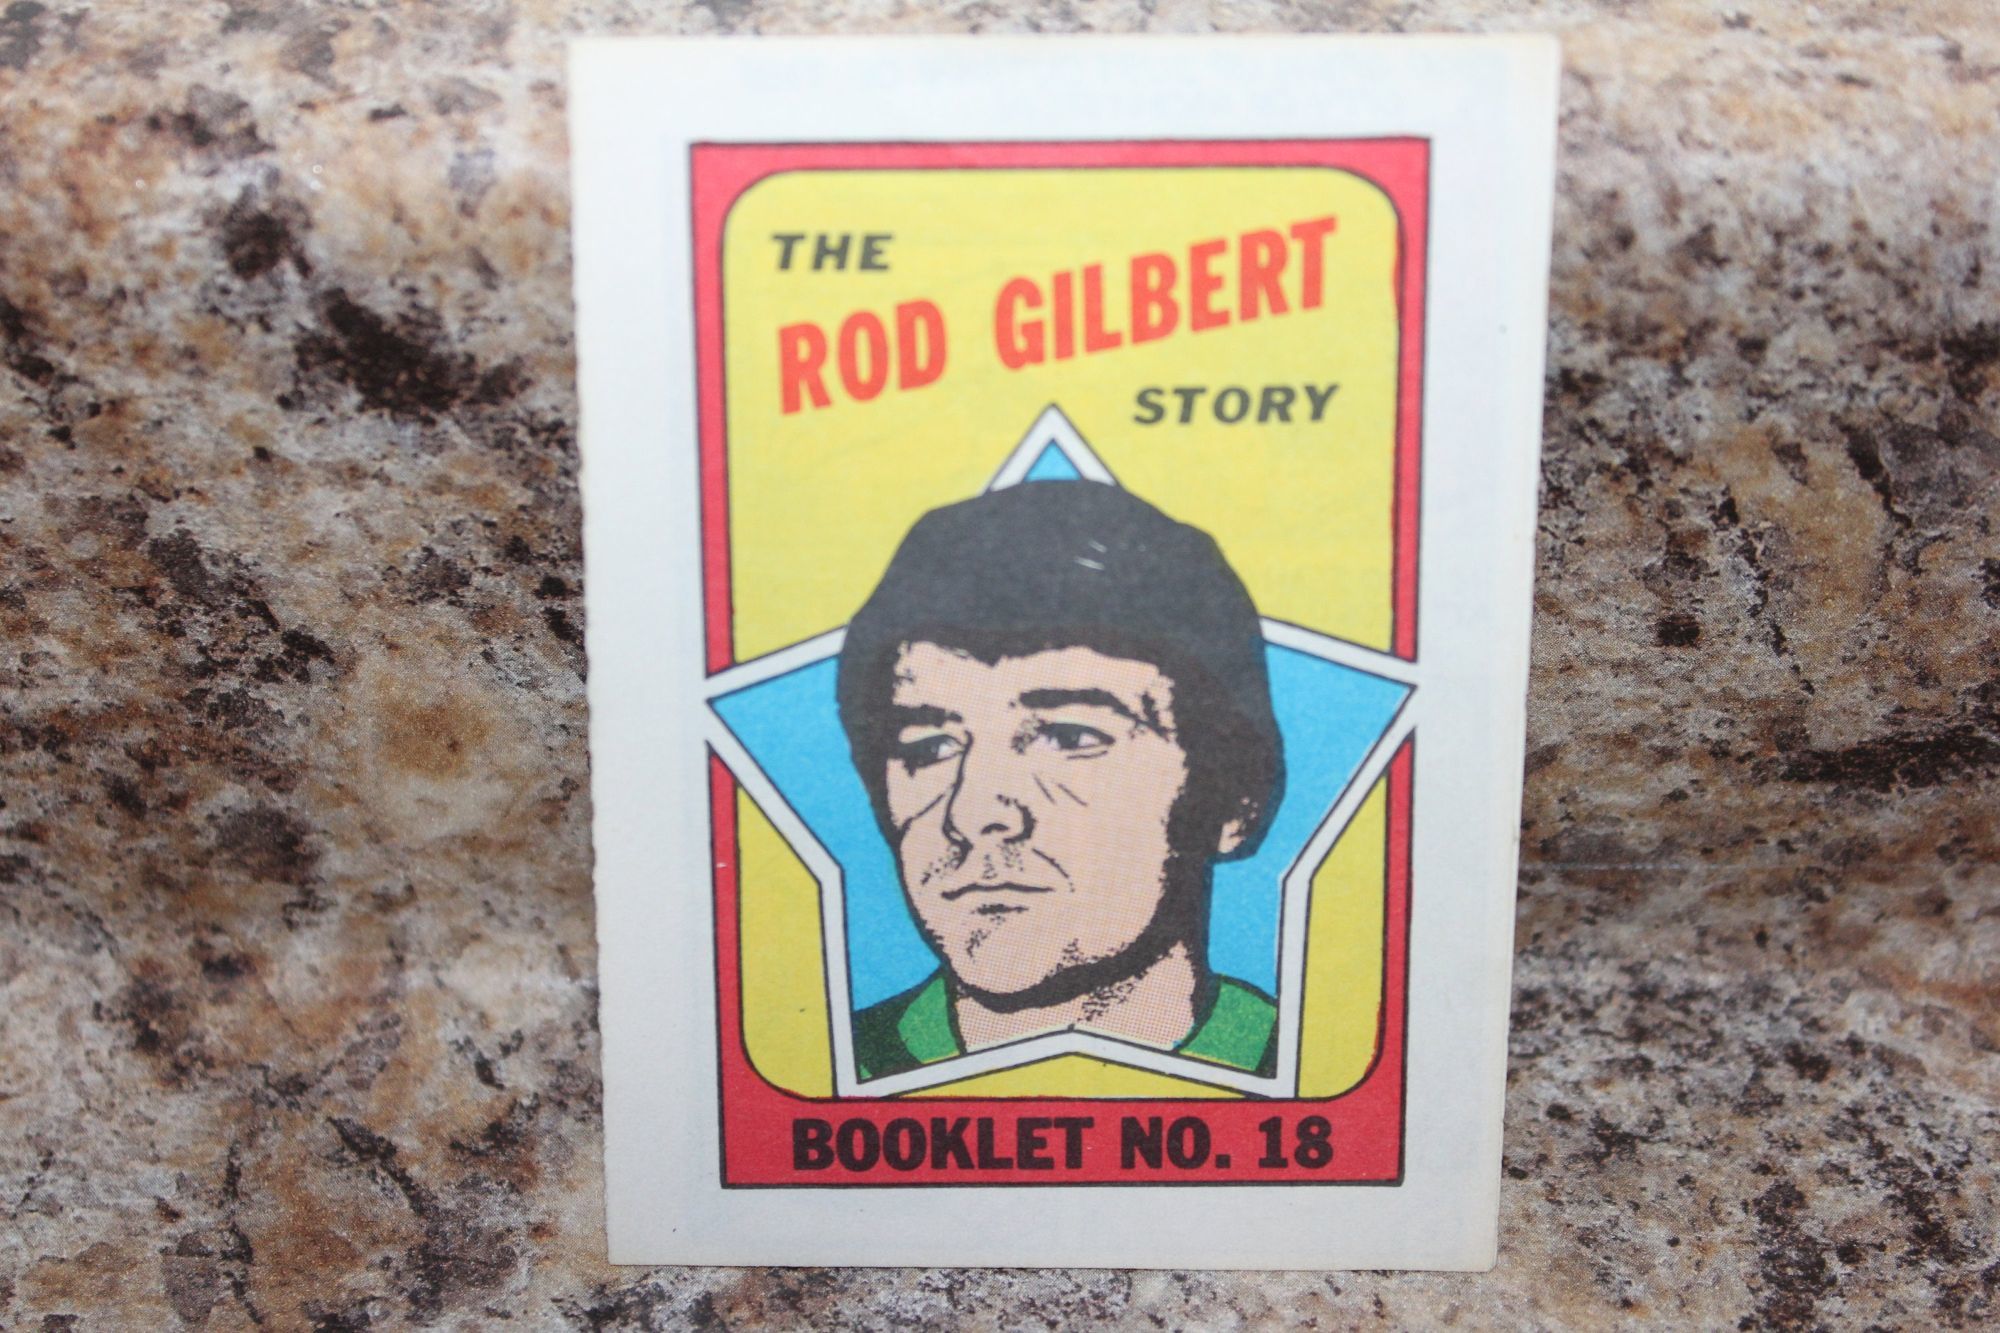 THE
ROD GILBERT
STORY
BOOKLET NO. 18